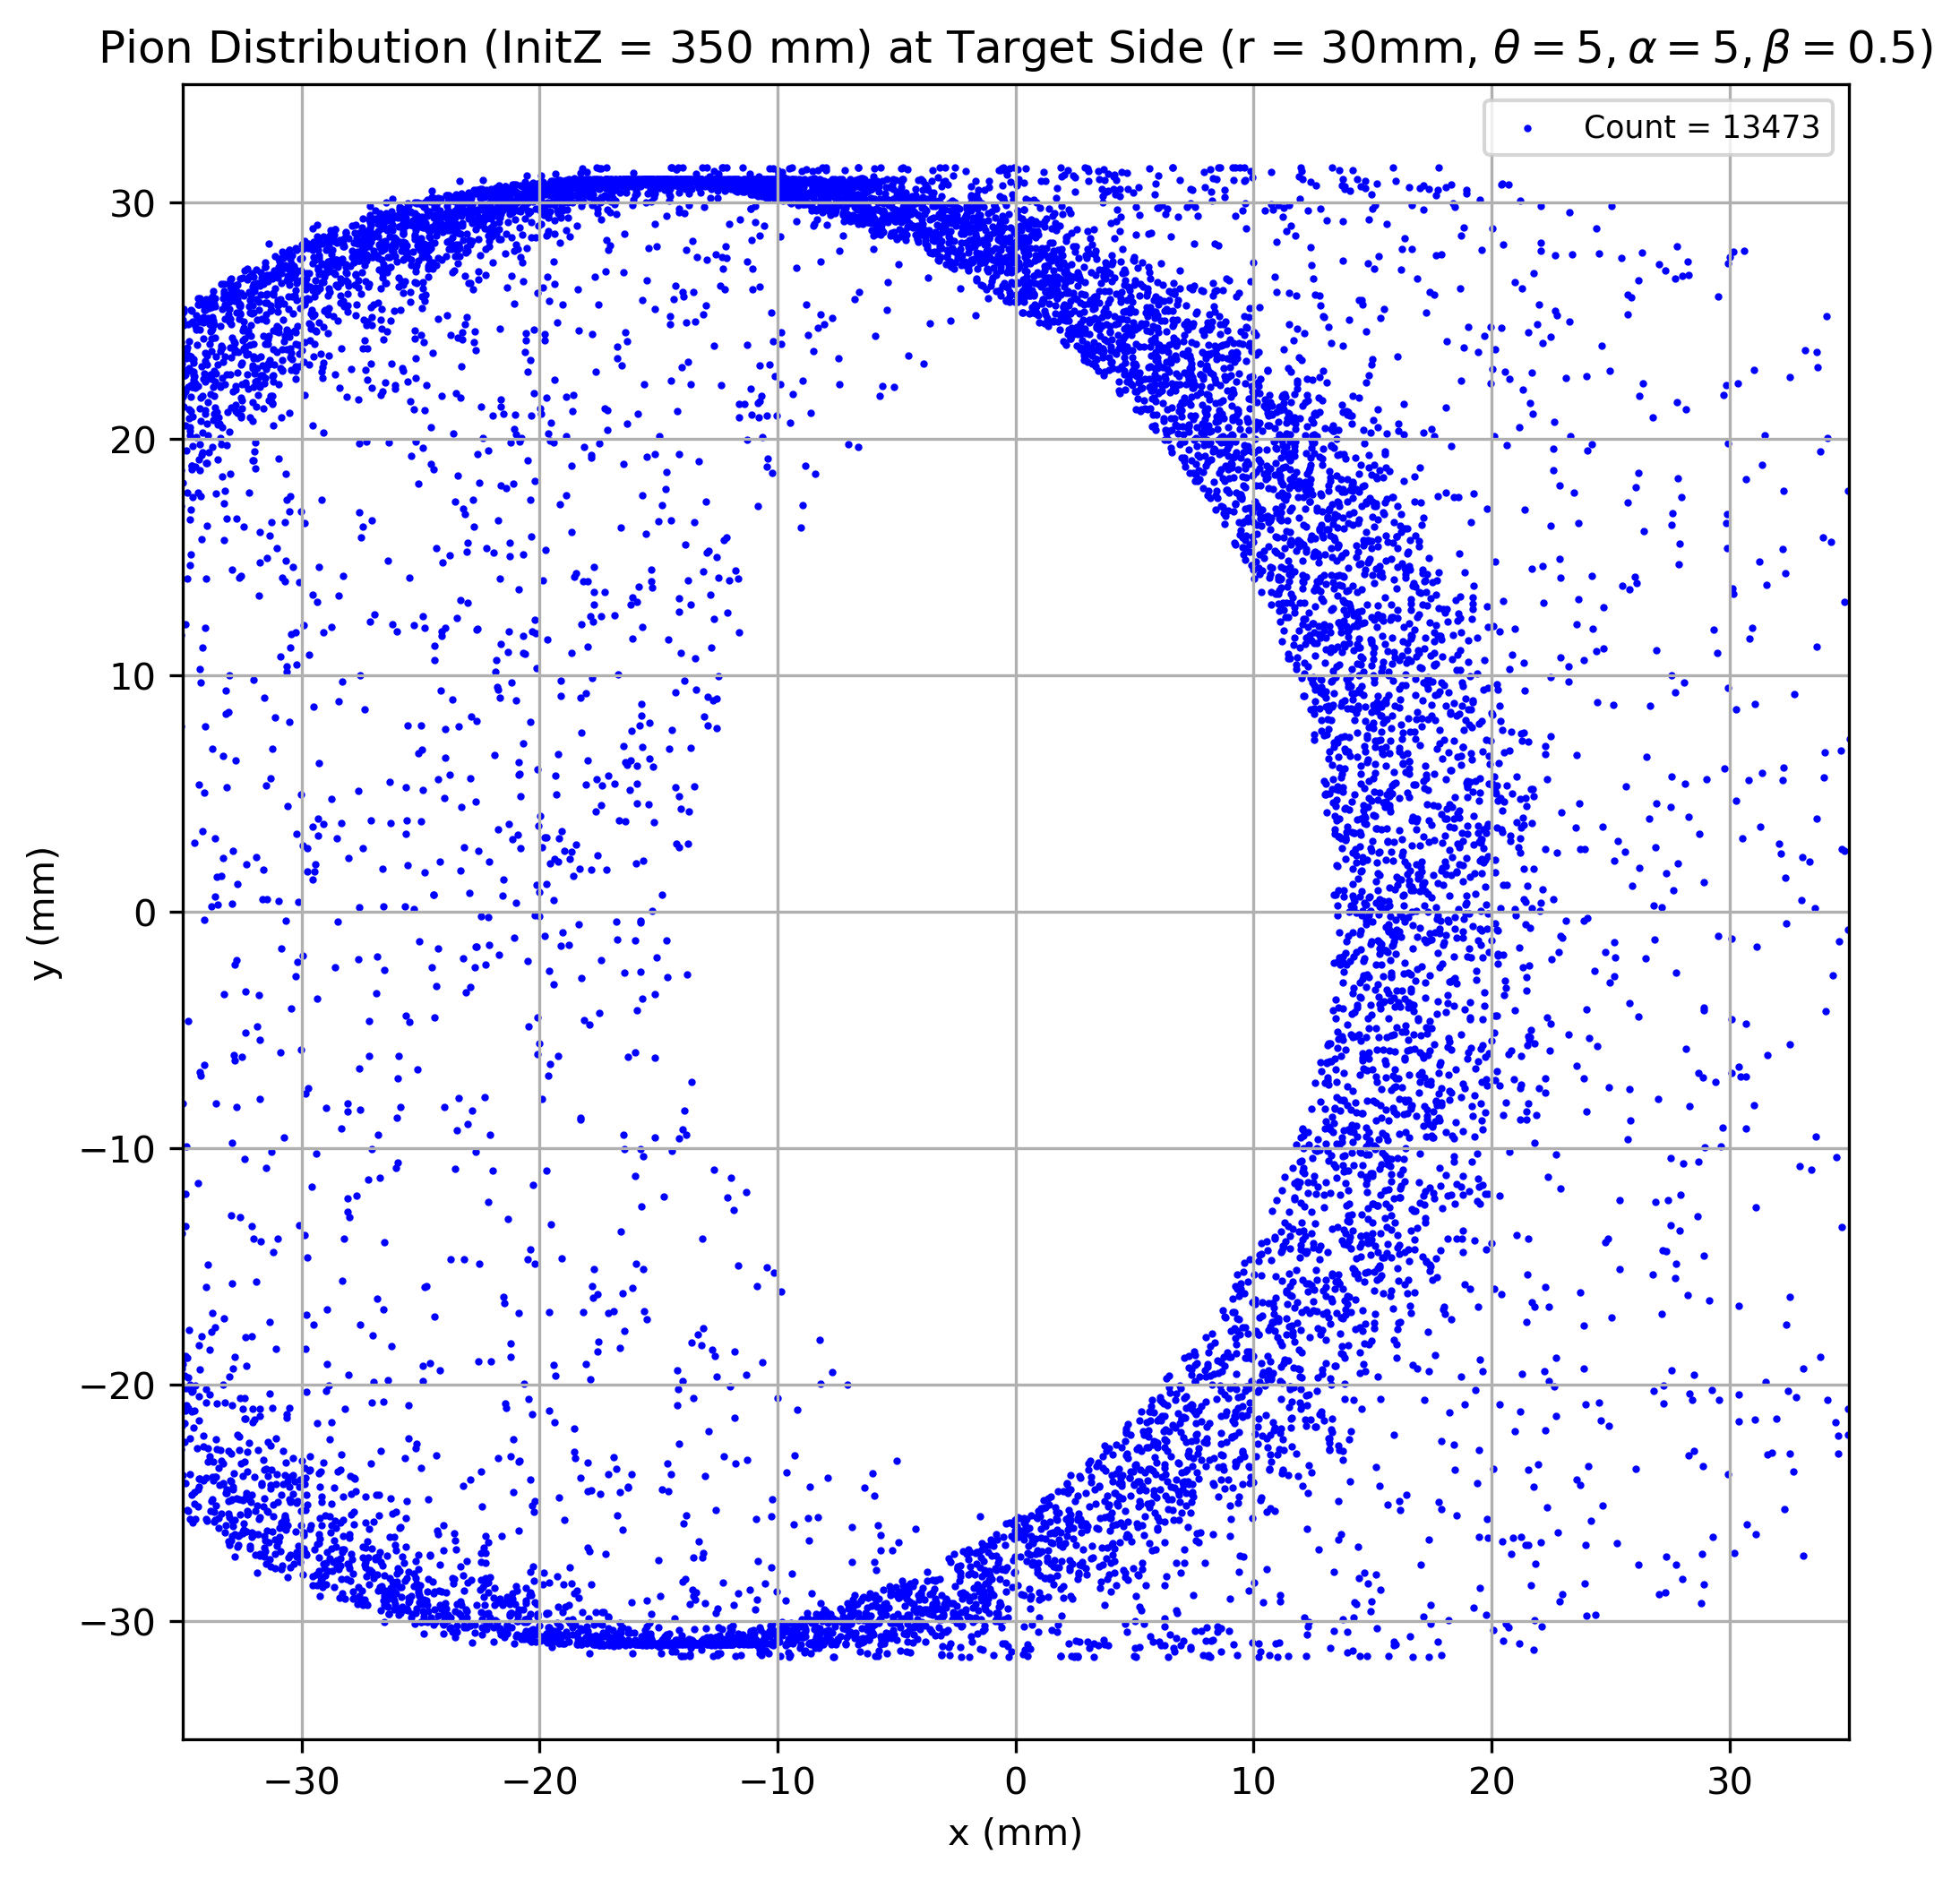 Pion Distribution (InitZ = 350 mm) at Target Side (r = 30mm, θ = 5, α = 5, β = 0.5)
Count = 13473
30
20
10
0
−10
−20
−30
y (mm)
−30 −20 −10 0 10 20 30
x (mm)